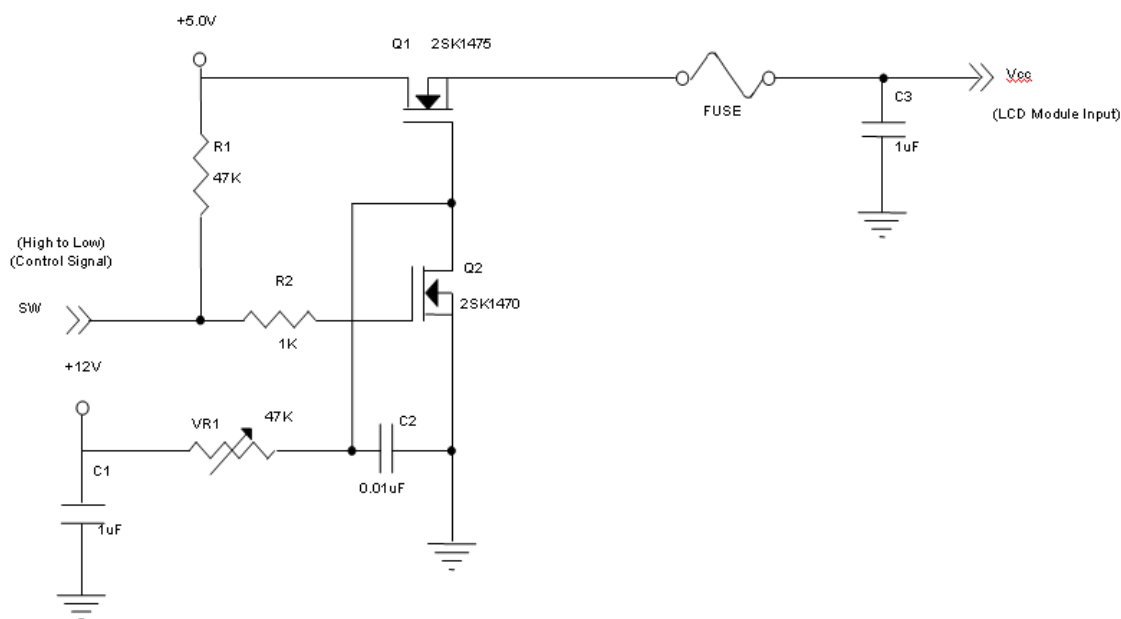 +5.0V
Q1 2SK1475
Vcc
C3
FUSE
(LCD Module Input)
R1
1uF
47K
(High to Low)
(Control Signal)
Q2
R2
SW
2SK1470
1K
+12V
47K
VR1
C2
C1
0.01uF
1uF